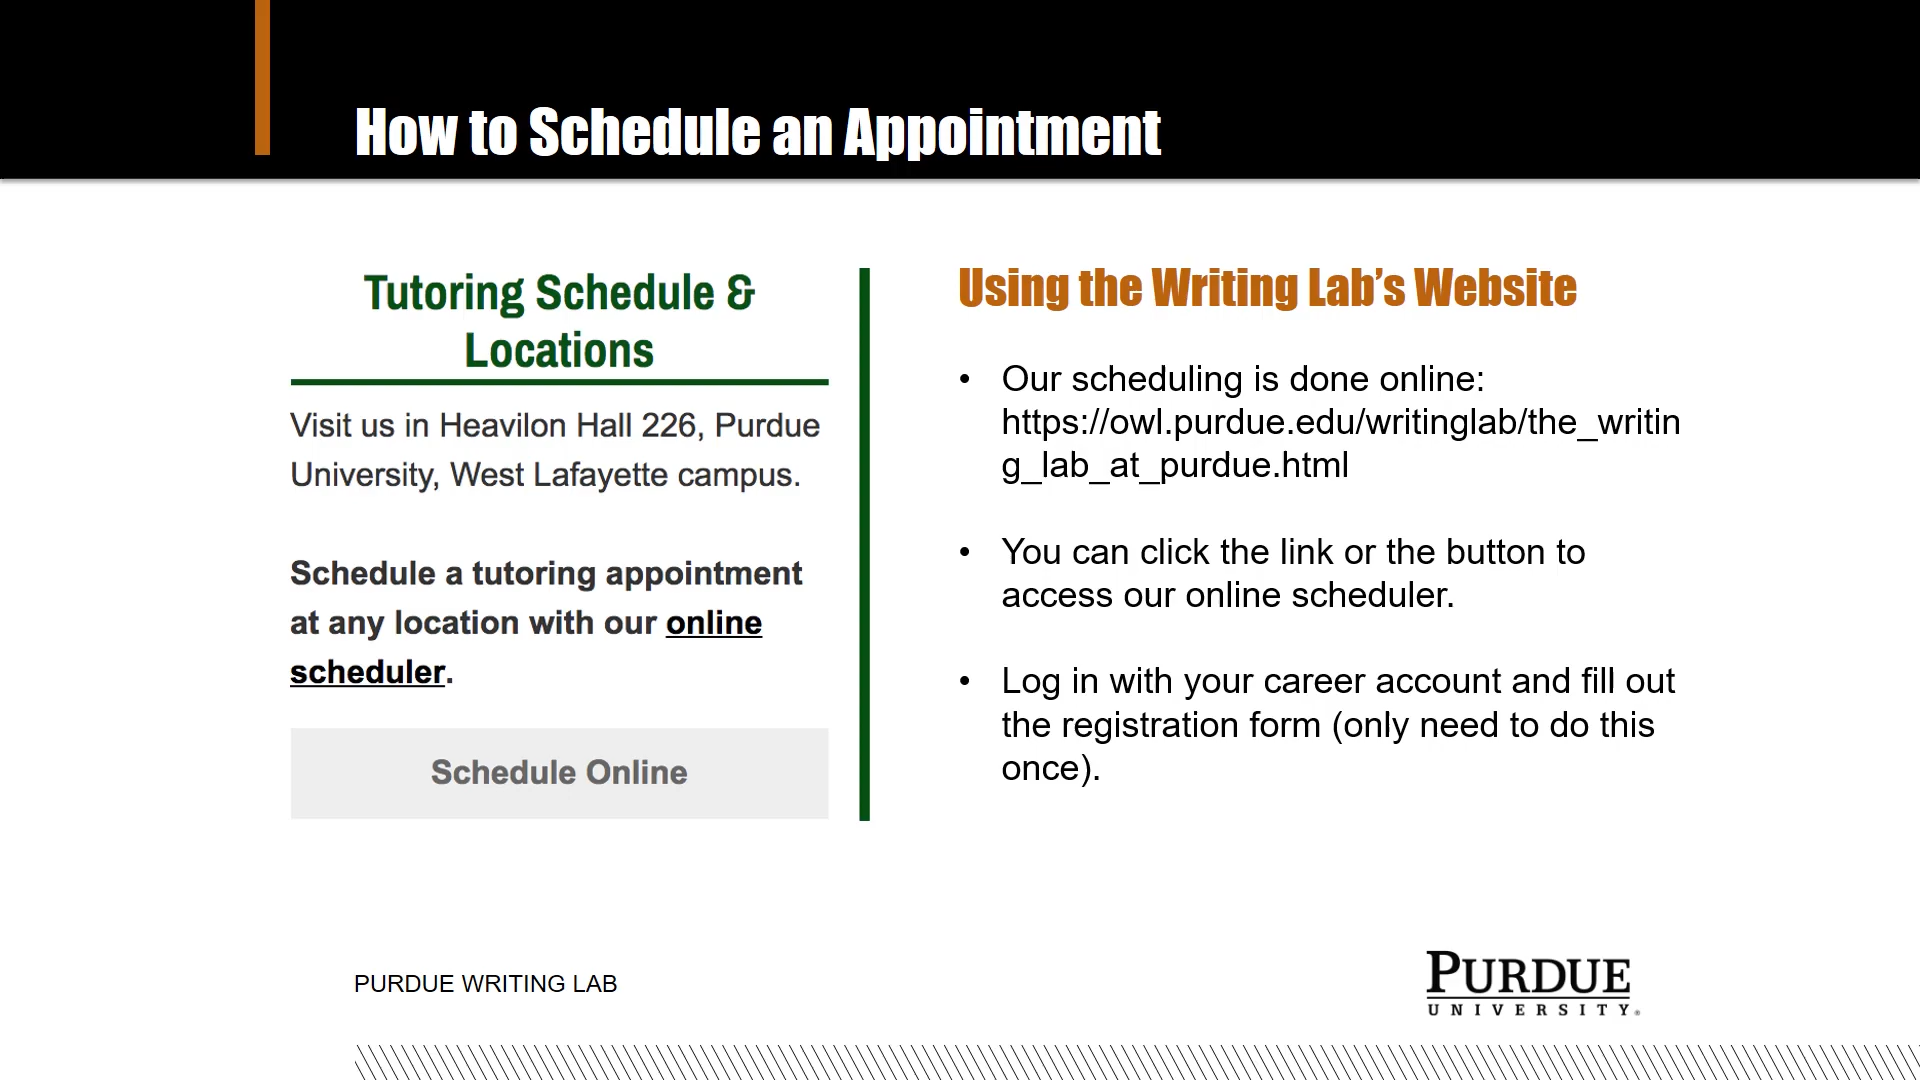 How to Schedule an Appointment
Tutoring Schedule &
Locations
Visit us in Heavilon Hall 226, Purdue
University, West Lafayette campus.
Schedule a tutoring appointment
at any location with our online
scheduler.
Schedule Online
Using the Writing Lab’s Website
• Our scheduling is done online:
https://owl.purdue.edu/writinglab/the_writin
g_lab_at_purdue.html
• You can click the link or the button to
access our online scheduler.
• Log in with your career account and fill out
the registration form (only need to do this
once).
PURDUE WRITING LAB
PURDUE
UNIVERSITY®